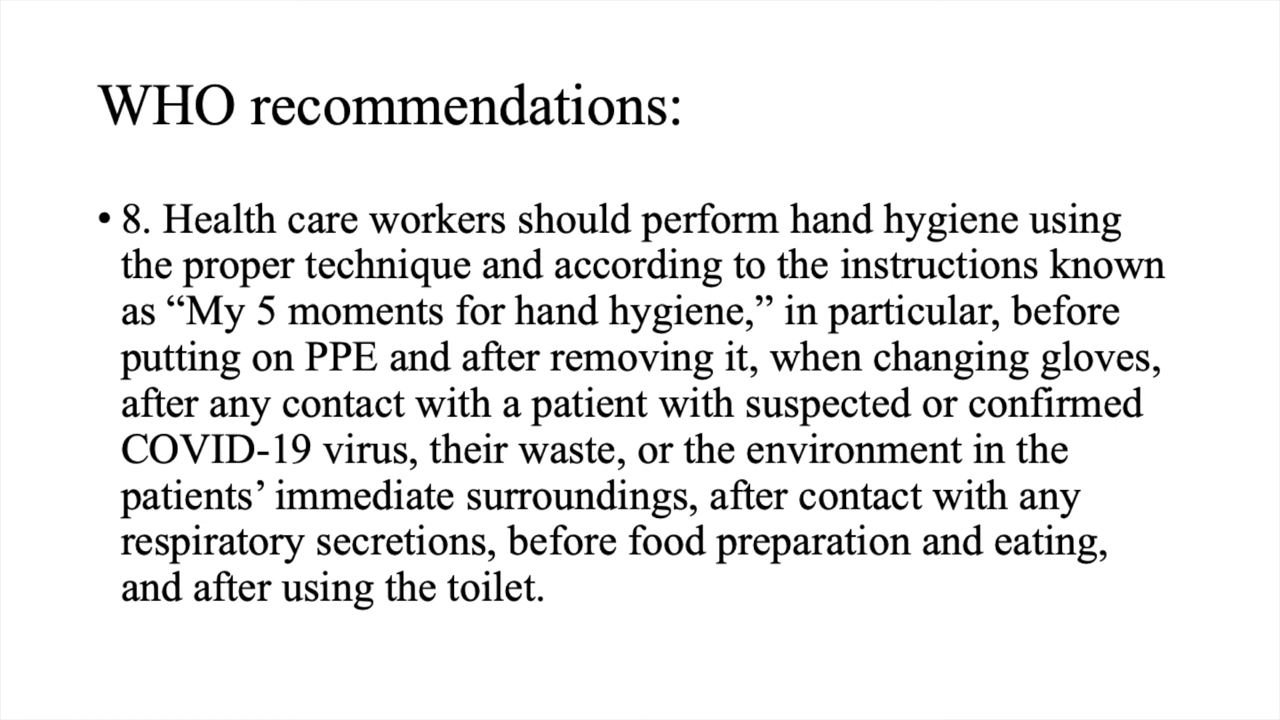 WHO recommendations:
• 8. Health care workers should perform hand hygiene using
the proper technique and according to the instructions known
as “My 5 moments for hand hygiene,” in particular, before
putting on PPE and after removing it, when changing gloves,
after any contact with a patient with suspected or confirmed
COVID-19 virus, their waste, or the environment in the
patients’ immediate surroundings, after contact with any
respiratory secretions, before food preparation and eating,
and after using the toilet.